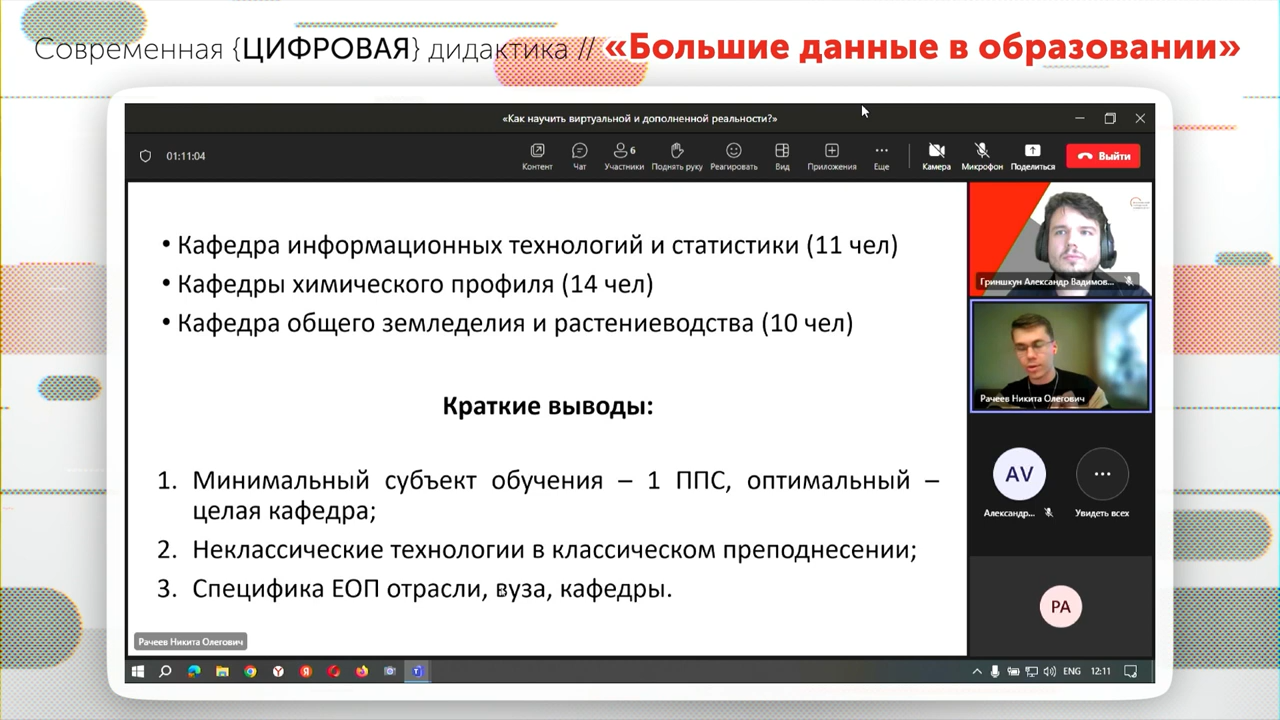 Современная {ЦИФРОВАЯ} дидактика // «Большие данные в образовании»
«Как научить виртуальной и дополненной реальности?»
01:11:04
Контент
Чат
6
Участники
Поднять руку
Реагировать
Вид
Приложения
Еще
Камера
Микрофон
Поделиться
Выйти
• Кафедра информационных технологий и статистики (11 чел)
• Кафедры химического профиля (14 чел)
• Кафедра общего земледелия и растениеводства (10 чел)
Краткие выводы:
1. Минимальный субъект обучения – 1 ППС, оптимальный –
целая кафедра;
2. Неклассические технологии в классическом преподнесении;
3. Специфика ЕОП отрасли, вуза, кафедры.
Рачеев Никита Олегович
Гриншкун Александр Вадимов...
Рачеев Никита Олегович
AV
Александр...
Увидеть всех
РА
ENG
12:11